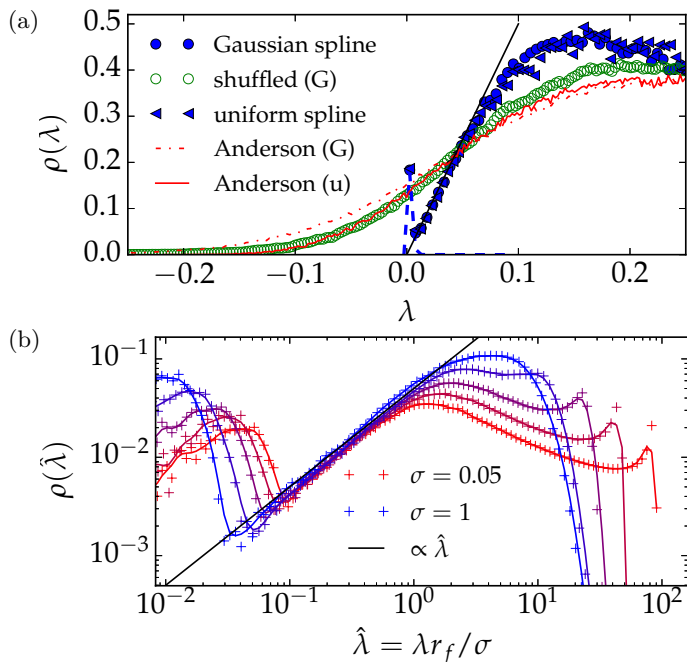 (a)
ρ(λ)
0.5
0.4
0.3
0.2
0.1
0.0
Gaussian spline
shuffled (G)
uniform spline
Anderson (G)
Anderson (u)
−0.2 −0.1 0.0 0.1 0.2
λ
(b)
ρ(λ̂)
10⁻¹
10⁻²
10⁻³
σ = 0.05
σ = 1
∝ λ̂
10⁻² 10⁻¹ 10⁰ 10¹ 10²
λ̂ = λr_f/σ